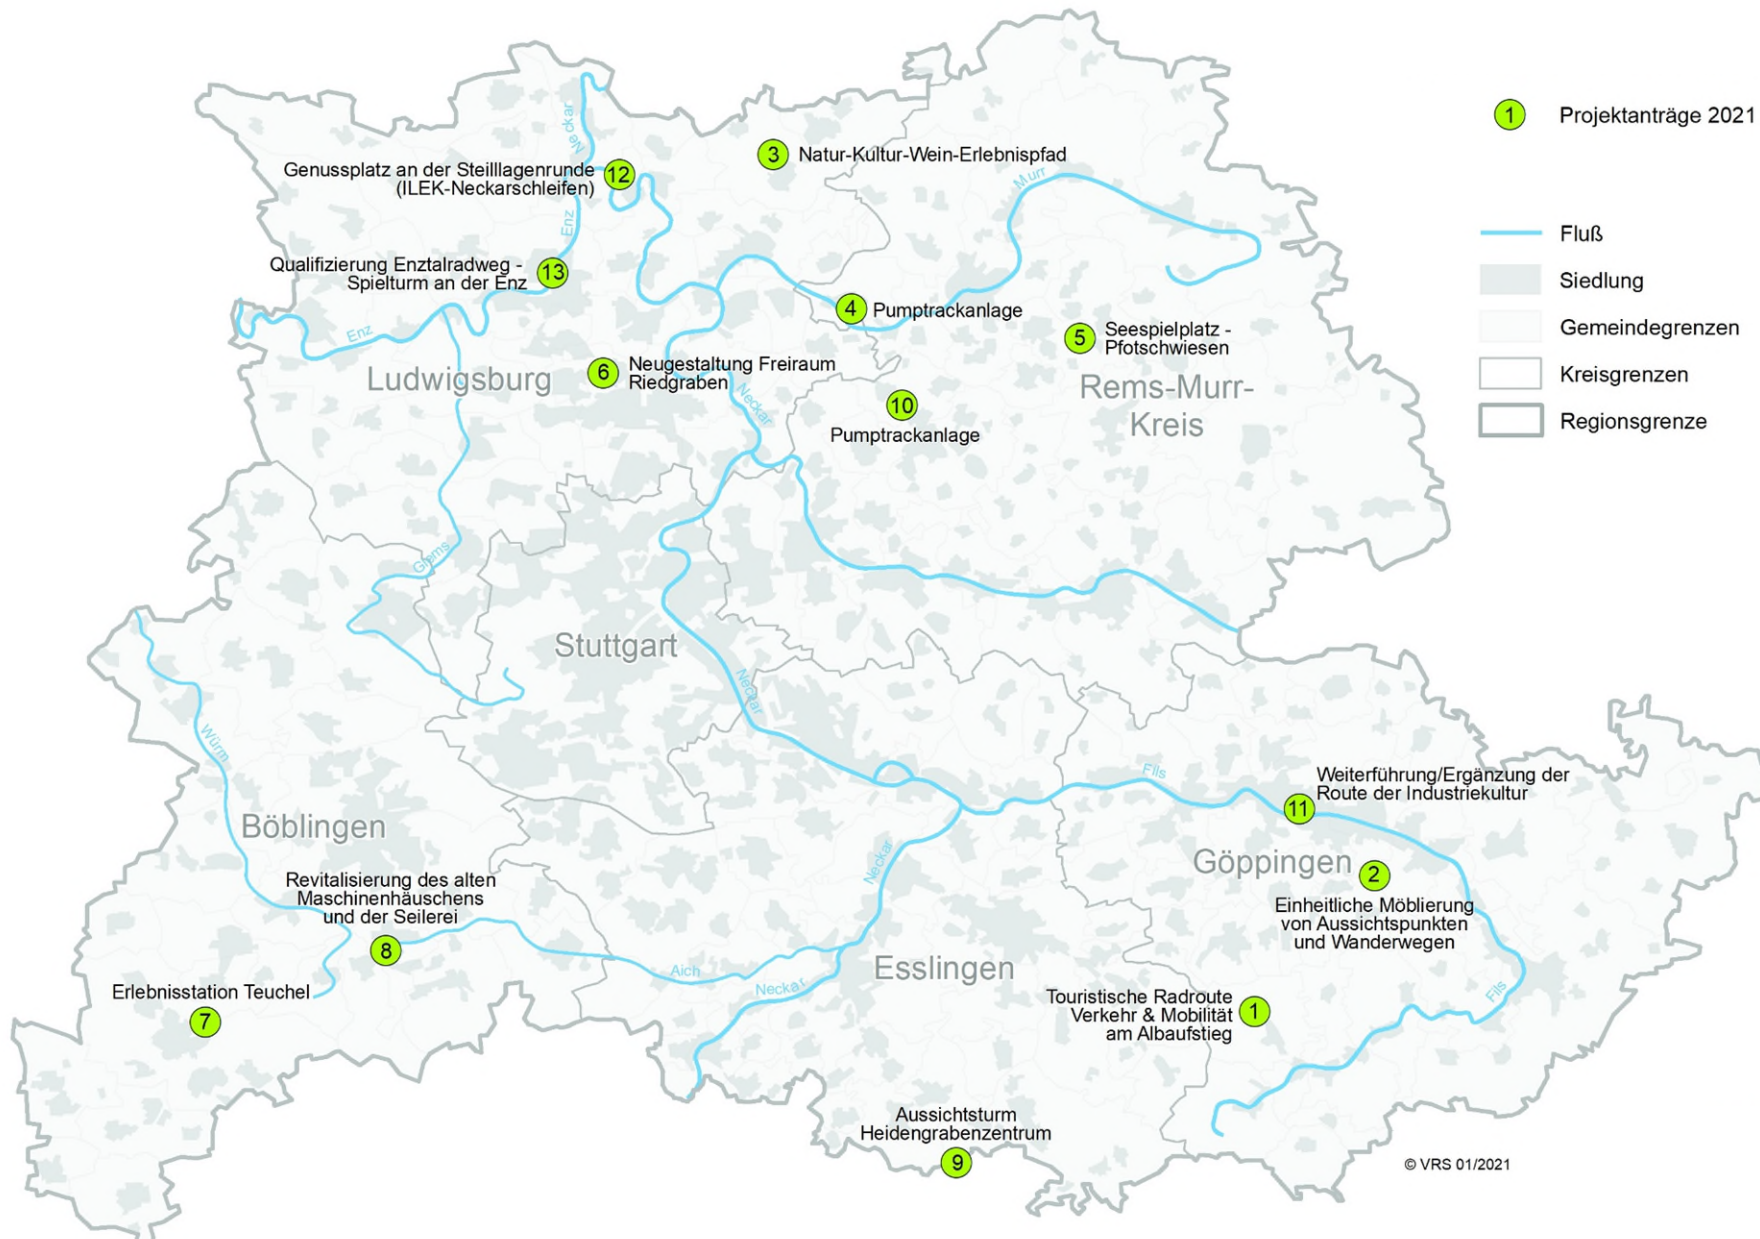 1
Projektanträge 2021
Fluß
Siedlung
Gemeindegrenzen
Kreisgrenzen
Regionsgrenze
Neckar
3
Natur-Kultur-Wein-Erlebnispfad
Genussplatz an der Steilllagenrunde
(ILEK-Neckarschleifen)
12
Murr
Enz
Qualifizierung Enztalradweg -
Spielturm an der Enz
13
4
Pumptrackanlage
5
Seespielplatz -
Pfotschwiesen
Enz
6
Neugestaltung Freiraum
Riedgraben
Ludwigsburg
Neckar
10
Pumptrackanlage
Rems-Murr-
Kreis
Glems
Stuttgart
Neckar
Würm
Fils
Weiterführung/Ergänzung der
Route der Industriekultur
11
Böblingen
Neckar
Göppingen
2
Einheitliche Möblierung
von Aussichtspunkten
und Wanderwegen
Revitalisierung des alten
Maschinenhäuschens
und der Seilerei
8
Aich
Neckar
Esslingen
Fils
Erlebnisstation Teuchel
7
Touristische Radroute
Verkehr & Mobilität
am Albaufstieg
1
Aussichtsturm
Heidengrabenzentrum
9
© VRS 01/2021